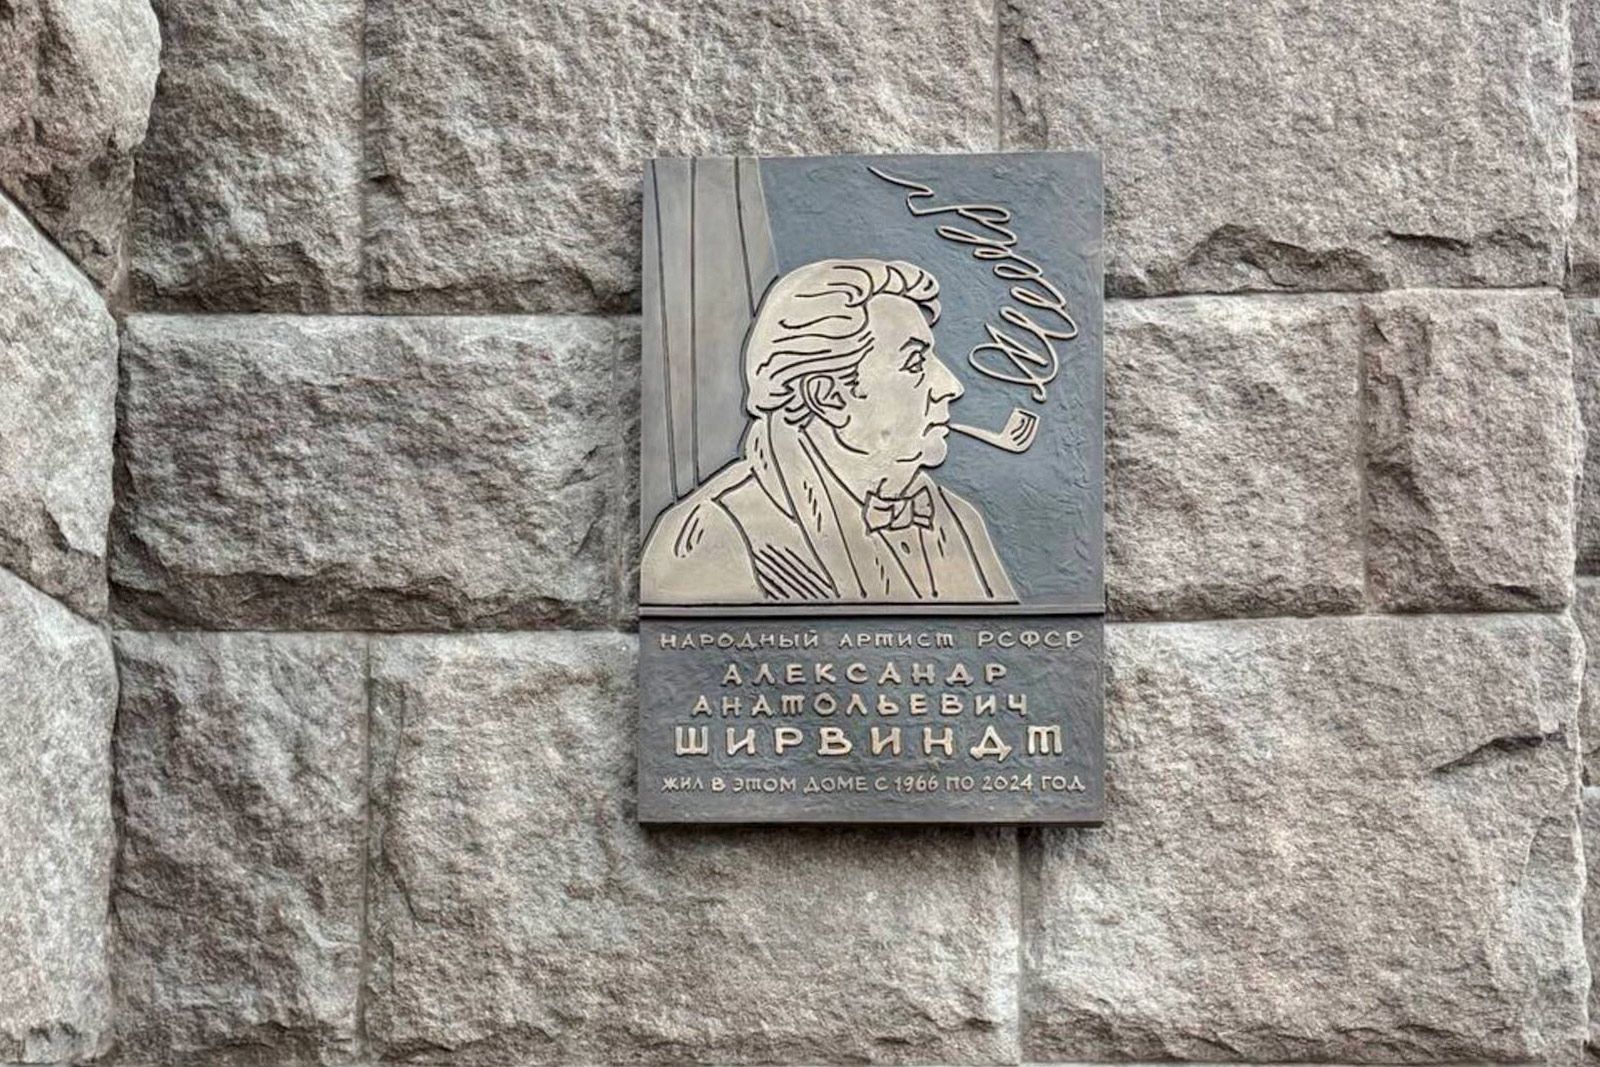 НАРОДНЫЙ АРТИСТ РСФСР
АЛЕКСАНДР
АНАТОЛЬЕВИЧ
ШИРВИНДТ
ЖИЛ В ЭТОМ ДОМЕ С 1966 ПО 2024 ГОД